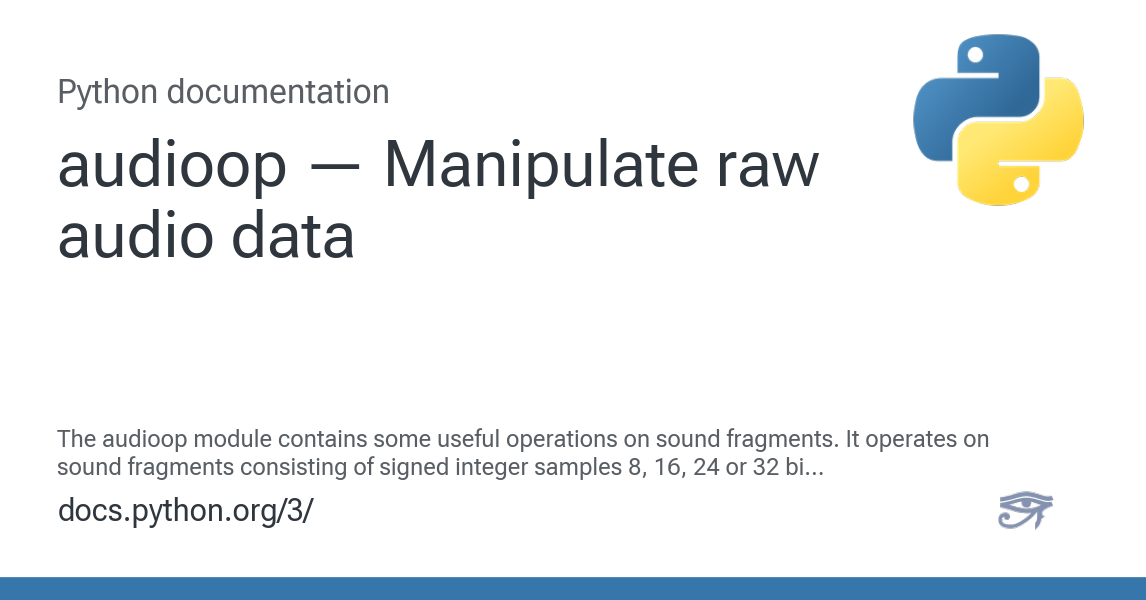 Python documentation
audioop — Manipulate raw
audio data
The audioop module contains some useful operations on sound fragments. It operates on
sound fragments consisting of signed integer samples 8, 16, 24 or 32 bi...
docs.python.org/3/